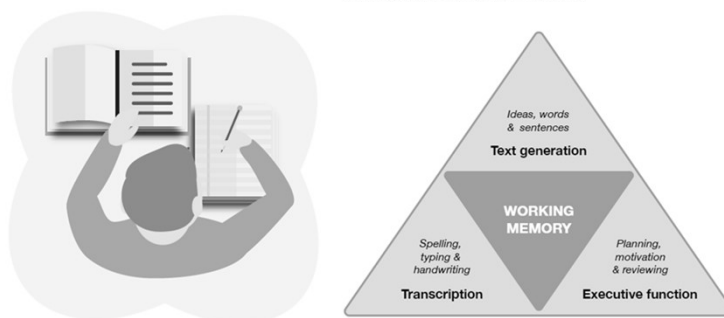 Ideas, words
& sentences
Text generation
WORKING
MEMORY
Spelling,
typing &
handwriting
Transcription
Planning,
motivation
& reviewing
Executive function